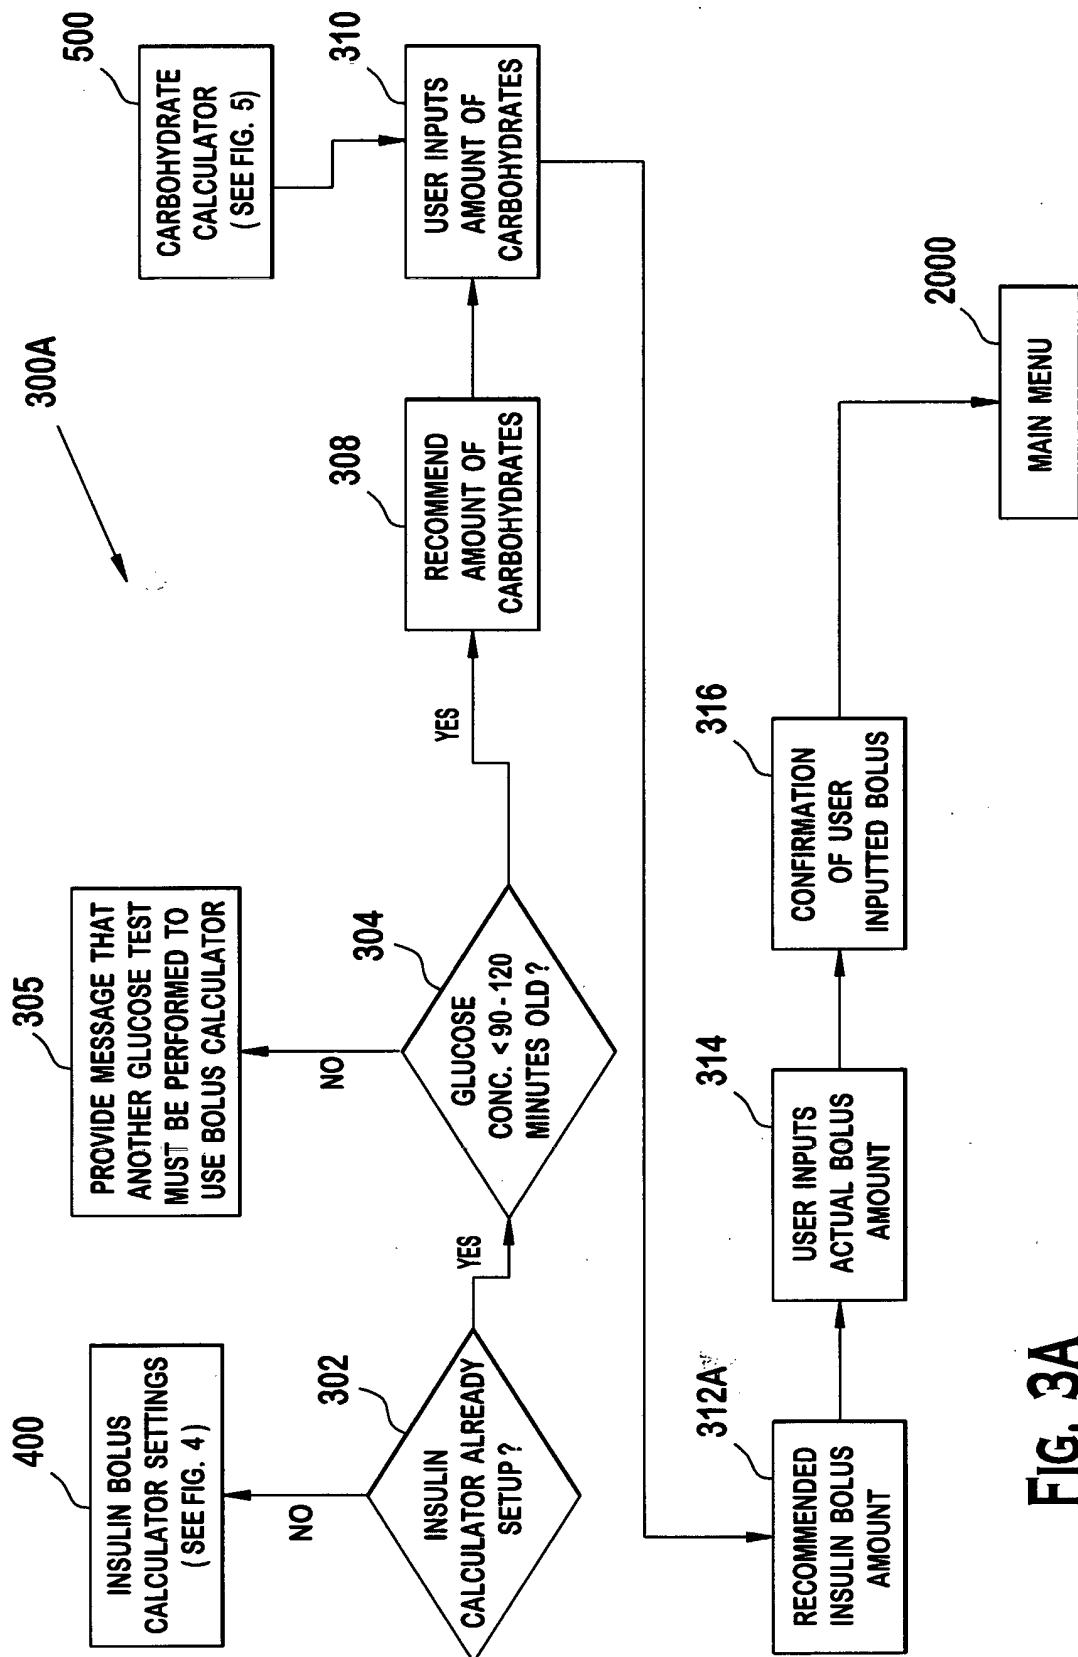 300A
400
INSULIN BOLUS
CALCULATOR SETTINGS
( SEE FIG. 4 )
NO
302
INSULIN
CALCULATOR ALREADY
SETUP?
YES
305
PROVIDE MESSAGE THAT
ANOTHER GLUCOSE TEST
MUST BE PERFORMED TO
USE BOLUS CALCULATOR
NO
304
GLUCOSE
CONC. < 90 - 120
MINUTES OLD?
YES
308
RECOMMEND
AMOUNT OF
CARBOHYDRATES
500
CARBOHYDRATE
CALCULATOR
( SEE FIG. 5 )
310
USER INPUTS
AMOUNT OF
CARBOHYDRATES
312A
RECOMMENDED
INSULIN BOLUS
AMOUNT
314
USER INPUTS
ACTUAL BOLUS
AMOUNT
316
CONFIRMATION
OF USER
INPUTTED BOLUS
2000
MAIN MENU
FIG. 3A